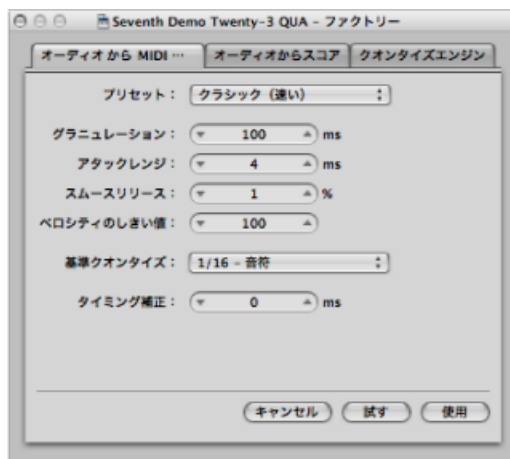 Seventh Demo Twenty-3 QUA - ファクトリー
オーディオ から MIDI … オーディオからスコア クオンタイズエンジン
プリセット： クラシック（速い）
グラニュレーション： 100 ms
アタックレンジ： 4 ms
スムースリリース： 1 %
ベロシティのしきい値： 100
基準クオンタイズ： 1/16 - 音符
タイミング補正： 0 ms
キャンセル 試す 使用